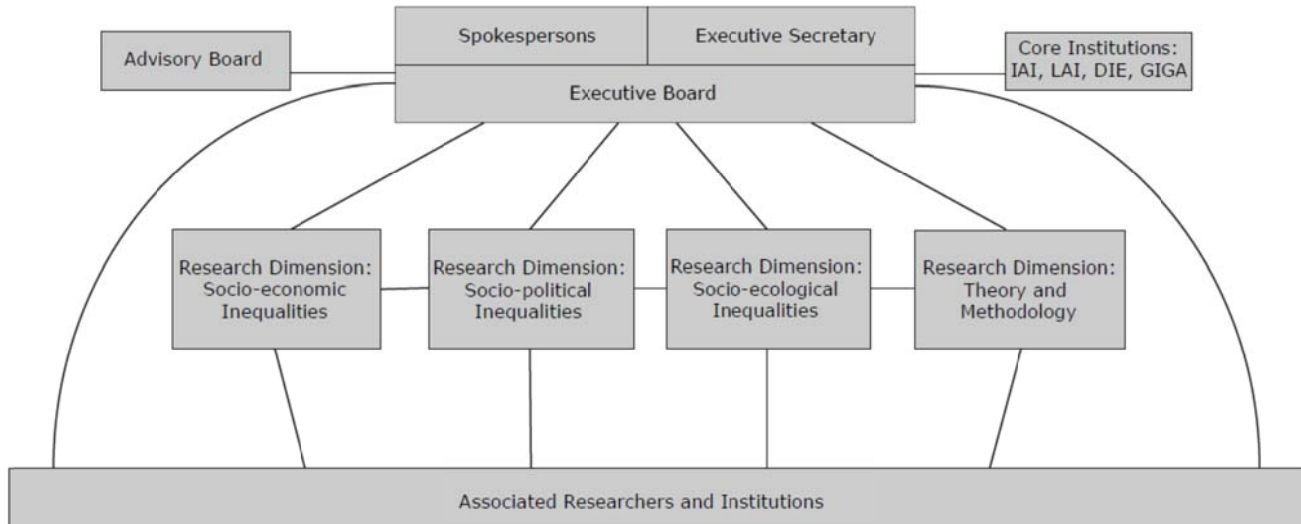 Spokespersons
Executive Secretary
Advisory Board
Core Institutions:
IAI, LAI, DIE, GIGA
Executive Board
Research Dimension:
Socio-economic
Inequalities
Research Dimension:
Socio-political
Inequalities
Research Dimension:
Socio-ecological
Inequalities
Research Dimension:
Theory and
Methodology
Associated Researchers and Institutions